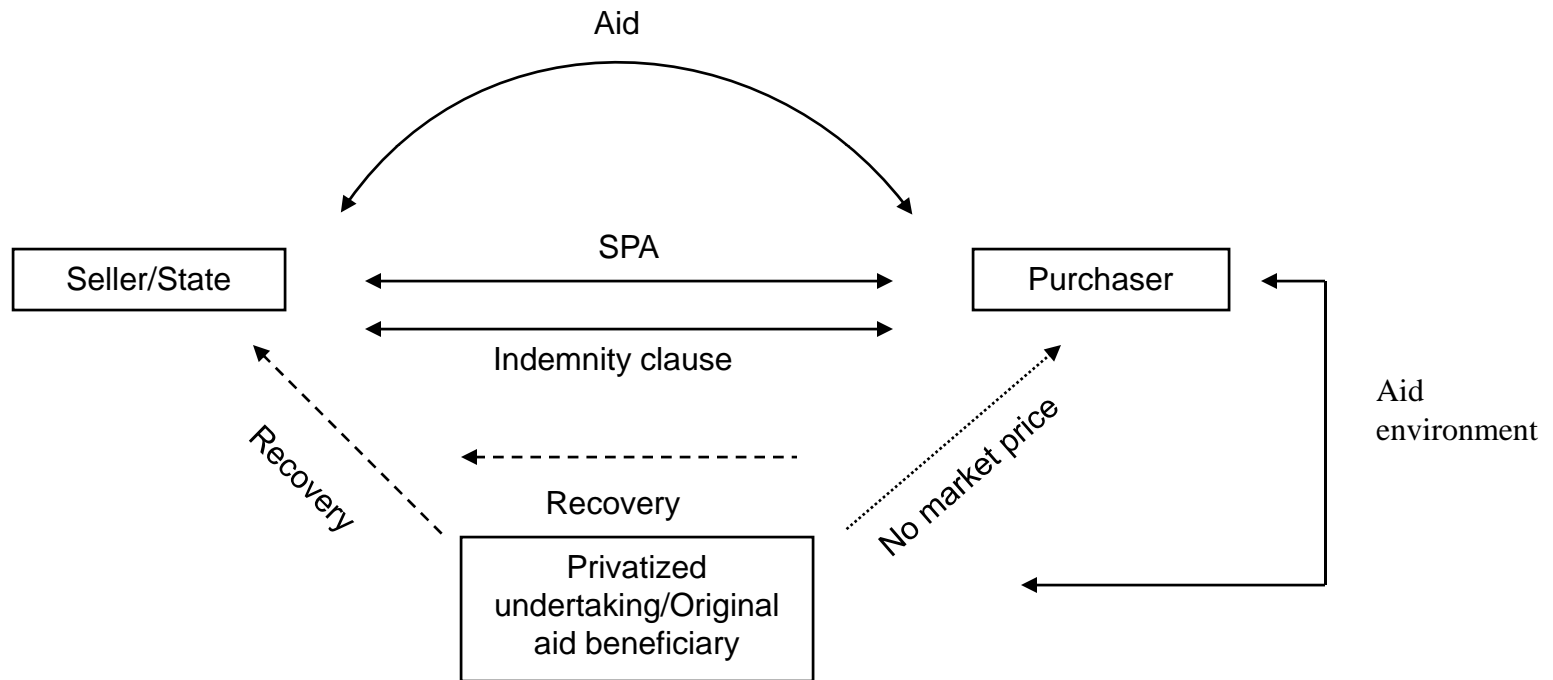 Aid
SPA
Seller/State
Purchaser
Indemnity clause
Aid
environment
Recovery
No market price
Recovery
Privatized
undertaking/Original
aid beneficiary